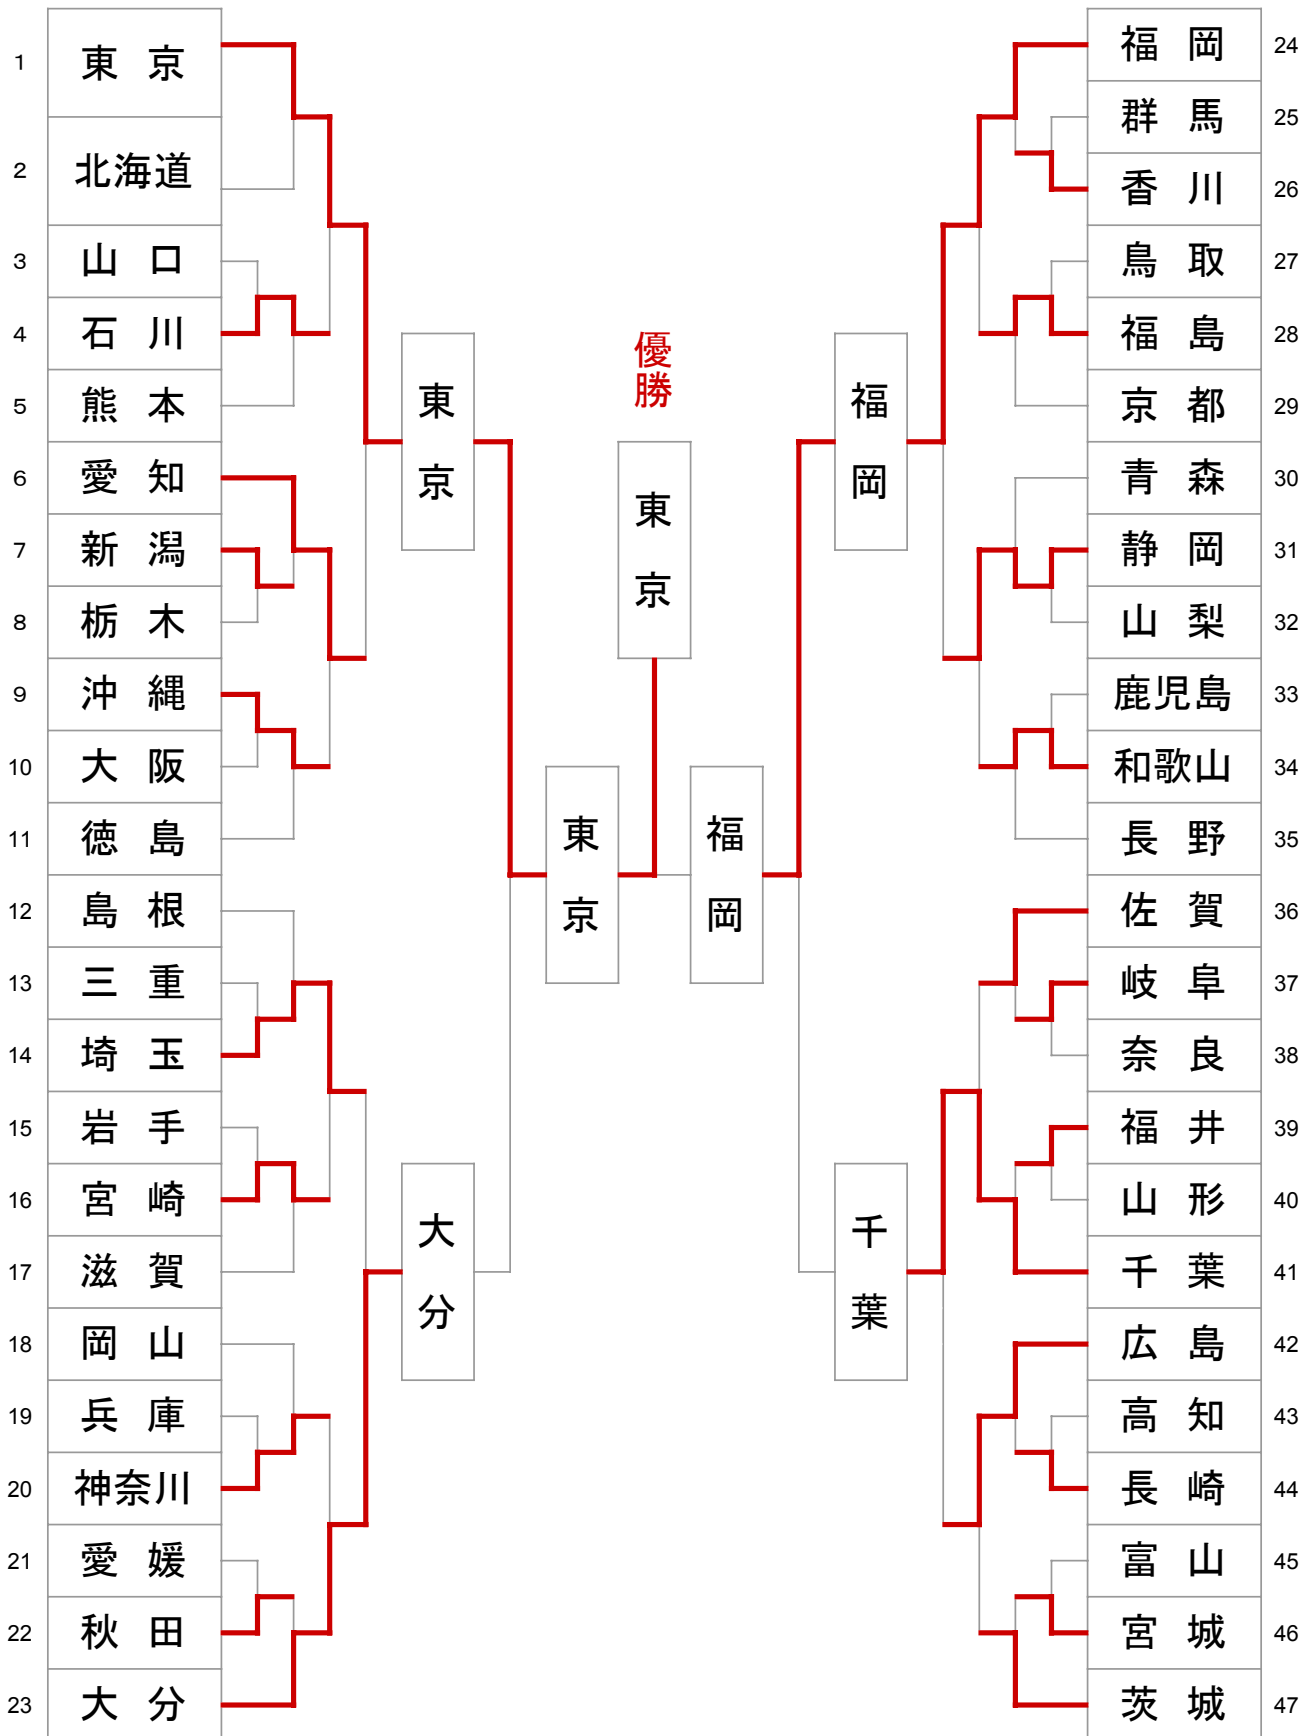 1 東京
2 北海道
3 山口
4 石川
5 熊本
6 愛知
7 新潟
8 栃木
9 沖縄
10 大阪
11 徳島
12 島根
13 三重
14 埼玉
15 岩手
16 宮崎
17 滋賀
18 岡山
19 兵庫
20 神奈川
21 愛媛
22 秋田
23 大分
東京
大分
東京
優勝
東京
福岡
福岡
千葉
福岡 24
群馬 25
香川 26
鳥取 27
福島 28
京都 29
青森 30
静岡 31
山梨 32
鹿児島 33
和歌山 34
長野 35
佐賀 36
岐阜 37
奈良 38
福井 39
山形 40
千葉 41
広島 42
高知 43
長崎 44
富山 45
宮城 46
茨城 47